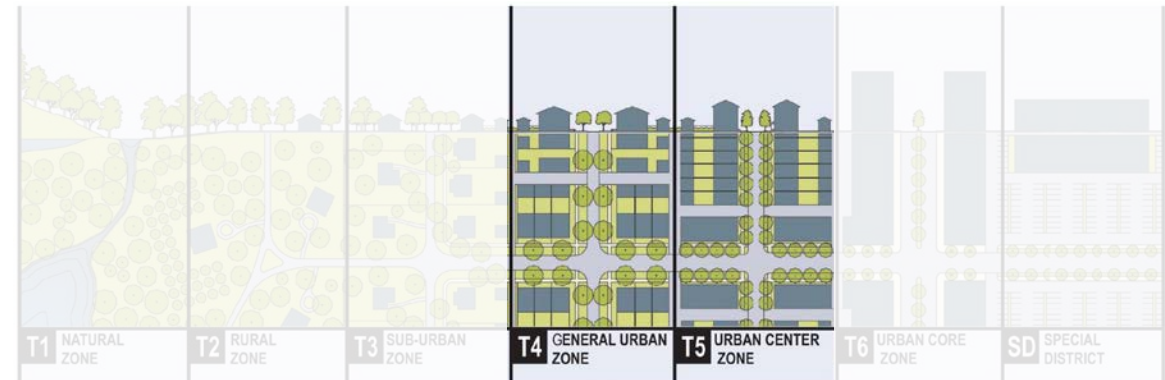 T1 NATURAL
ZONE
T2 RURAL
ZONE
T3 SUB-URBAN
ZONE
T4 GENERAL URBAN
ZONE
T5 URBAN CENTER
ZONE
T6 URBAN CORE
ZONE
SD SPECIAL
DISTRICT